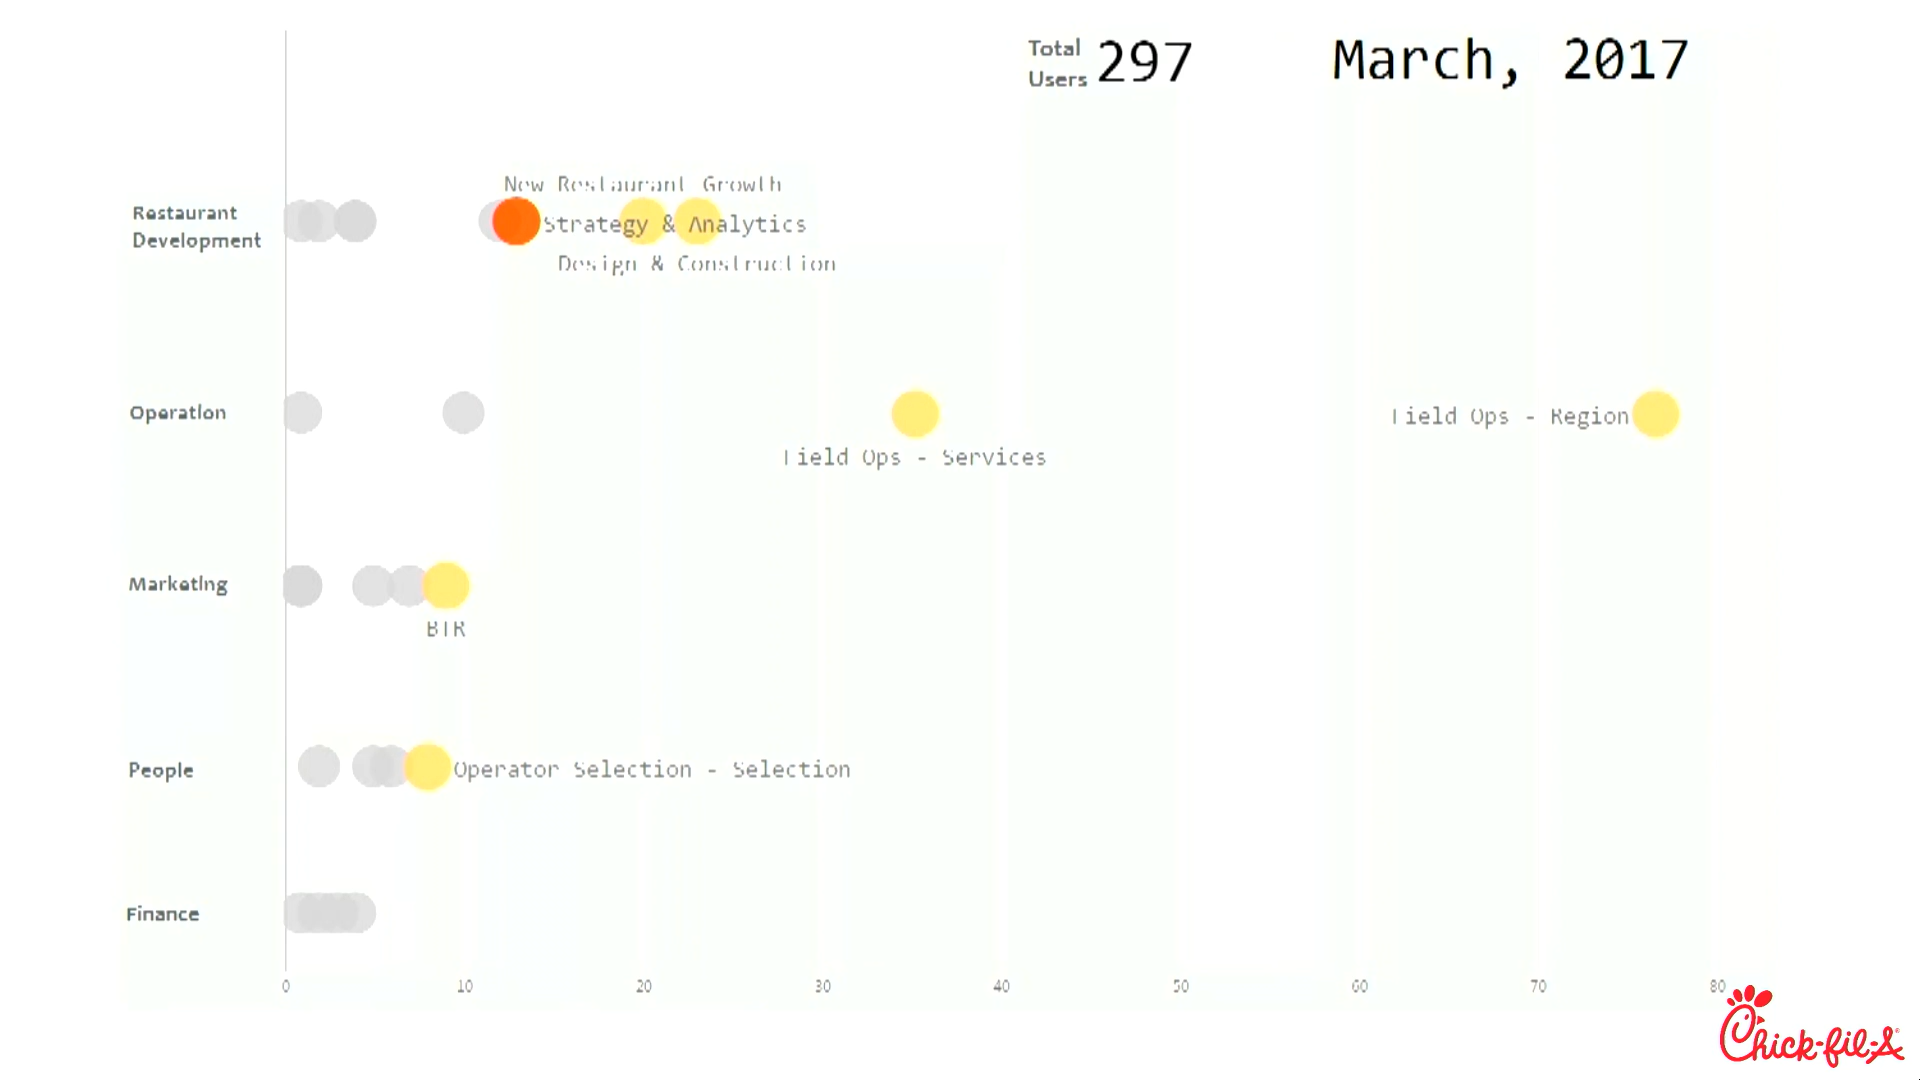 Total Users 297
March, 2017
New Restaurant Growth
Restaurant Development
Strategy & Analytics
Design & Construction
Operation
Field Ops - Region
Field Ops - Services
Marketing
BTR
People
Operator Selection - Selection
Finance
0 10 20 30 40 50 60 70 80
Chick-fil-A